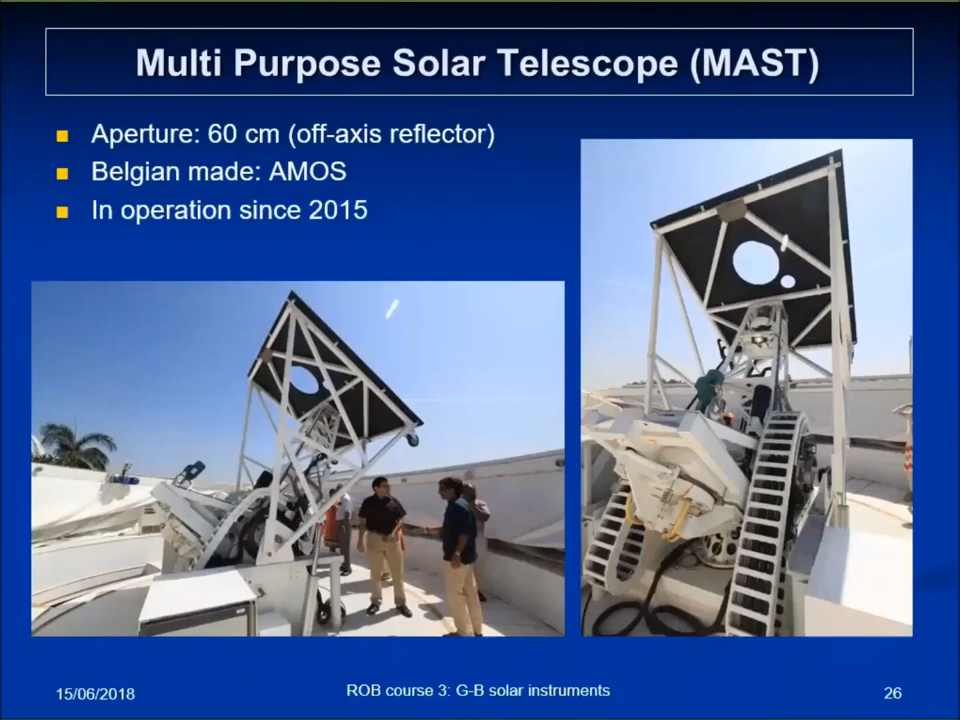 Multi Purpose Solar Telescope (MAST)
Aperture: 60 cm (off-axis reflector)
Belgian made: AMOS
In operation since 2015
15/06/2018
ROB course 3: G-B solar instruments
26